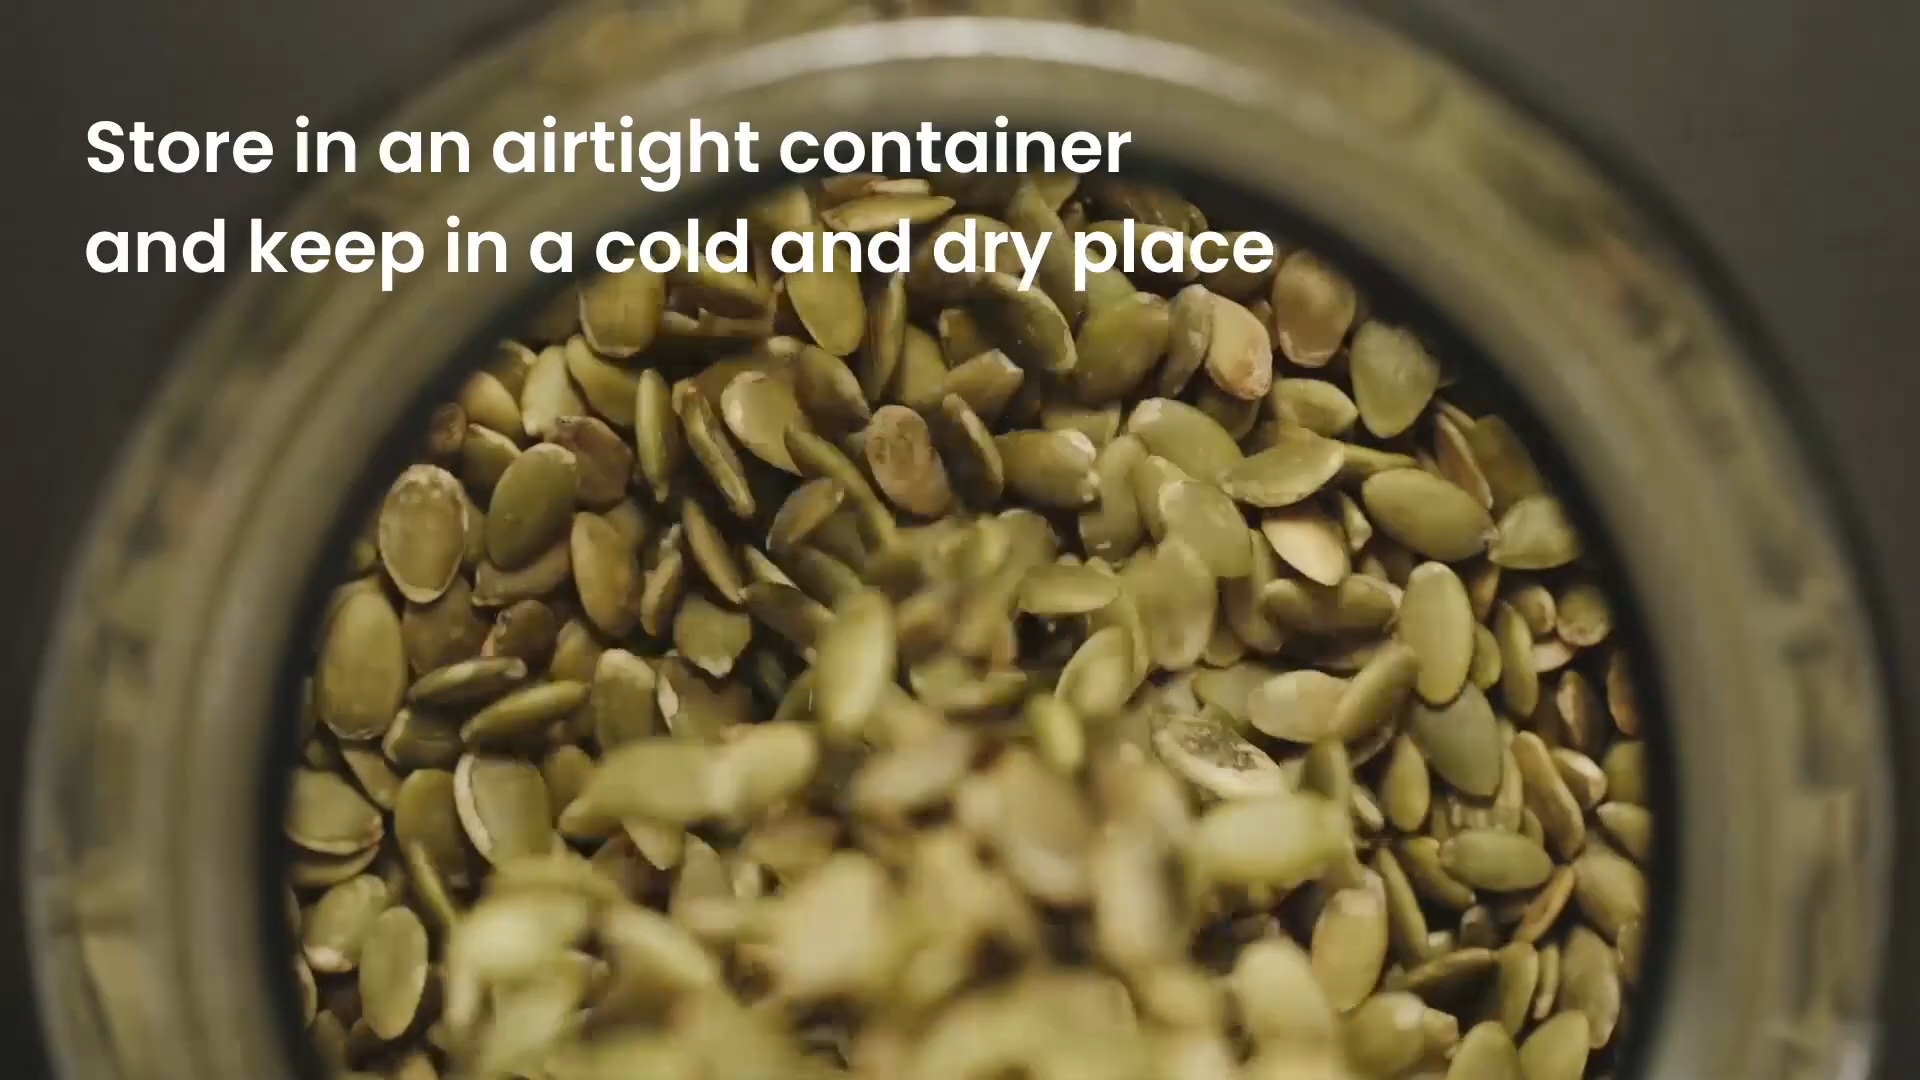 Store in an airtight container
and keep in a cold and dry place